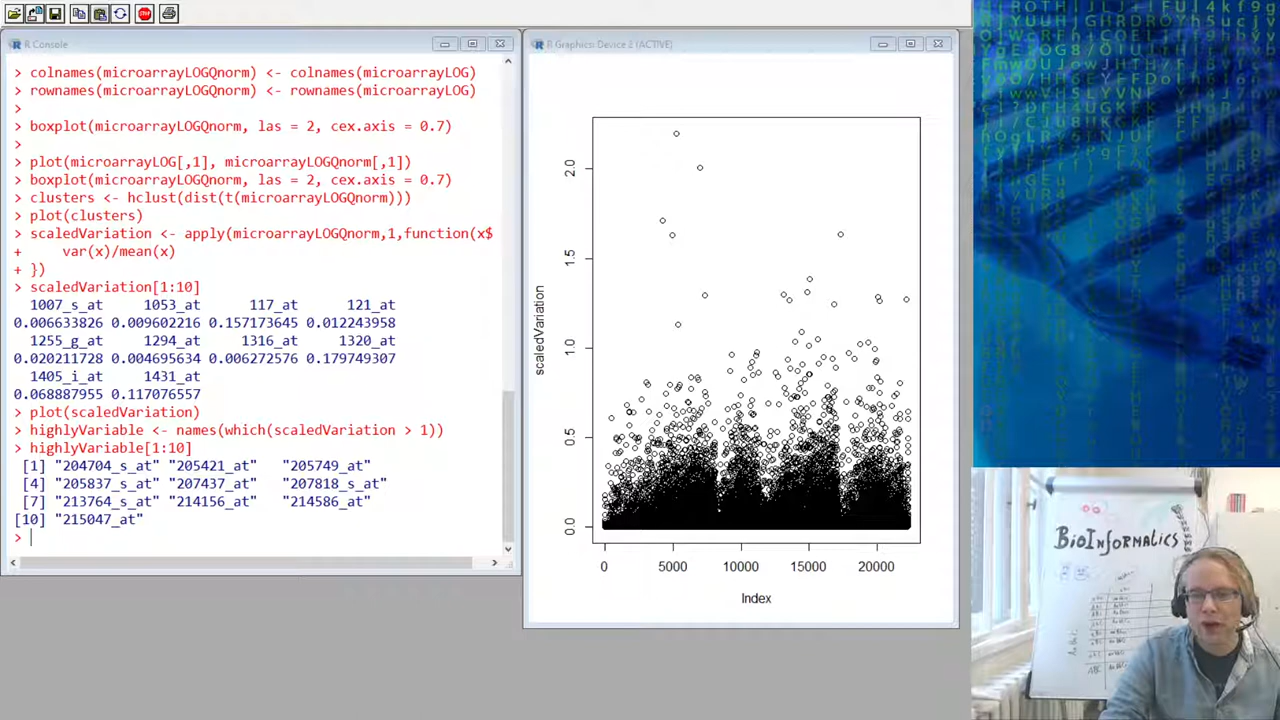 R Console
> colnames(microarrayLOGQnorm) <- colnames(microarrayLOG)
> rownames(microarrayLOGQnorm) <- rownames(microarrayLOG)
>
> boxplot(microarrayLOGQnorm, las = 2, cex.axis = 0.7)
>
> plot(microarrayLOG[,1], microarrayLOGQnorm[,1])
> boxplot(microarrayLOGQnorm, las = 2, cex.axis = 0.7)
> clusters <- hclust(dist(t(microarrayLOGQnorm)))
> plot(clusters)
> scaledVariation <- apply(microarrayLOGQnorm,1,function(x$
+ var(x)/mean(x)
+ })
> scaledVariation[1:10]
1007_s_at 1053_at 117_at 121_at
0.006633826 0.009602216 0.157173645 0.012243958
1255_g_at 1294_at 1316_at 1320_at
0.020211728 0.004695634 0.006272576 0.179749307
1405_i_at 1431_at
0.068887955 0.117076557
> plot(scaledVariation)
> highlyVariable <- names(which(scaledVariation > 1))
> highlyVariable[1:10]
[1] "204704_s_at" "205421_at" "205749_at"
[4] "205837_s_at" "207437_at" "207818_s_at"
[7] "213764_s_at" "214156_at" "214586_at"
[10] "215047_at"
>
R Graphics: Device 2 (ACTIVE)
scaledVariation
2.0
1.5
1.0
0.5
0.0
0 5000 10000 15000 20000
Index
STOP
BioInformatics